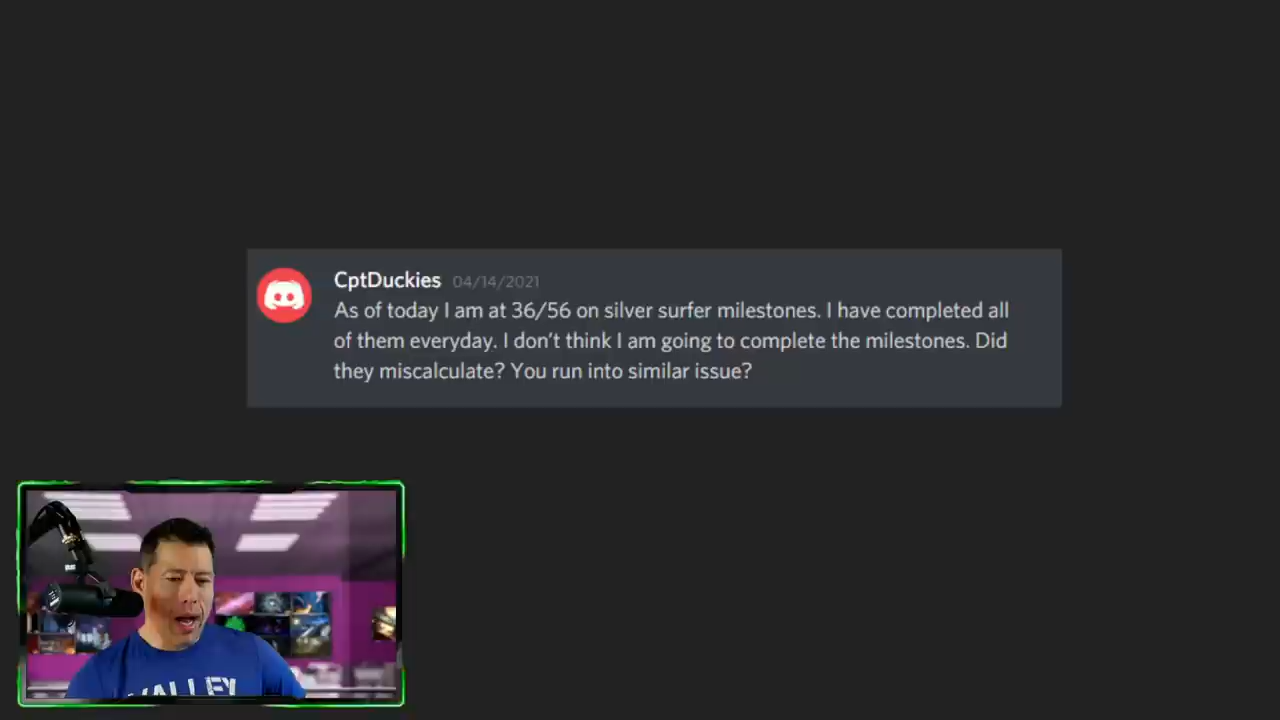 CptDuckies 04/14/2021
As of today I am at 36/56 on silver surfer milestones. I have completed all
of them everyday. I don't think I am going to complete the milestones. Did
they miscalculate? You run into similar issue?
VALLEY